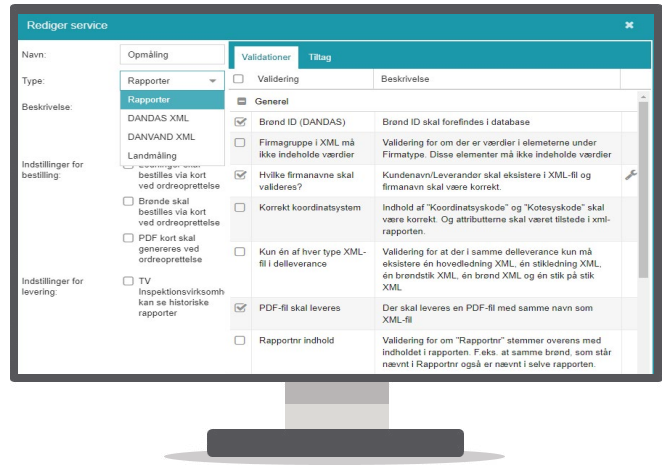 Rediger service
Navn:
Opmåling
Type:
Rapporter
Rapporter
DANDAS XML
DANVAND XML
Landmåling
Beskrivelse:
Indstillinger for
bestilling:
skal
bestilles via kort
ved ordreoprettelse
Brønde skal
bestilles via kort
ved ordreoprettelse
PDF kort skal
genereres ved
ordreoprettelse
Indstillinger for
levering:
TV
Inspektionsvirksomh
kan se historiske
rapporter
Validationer Tiltag
Validering Beskrivelse
Generel
Brønd ID (DANDAS) Brønd ID skal forefindes i database
Firmagruppe i XML må
ikke indeholde værdier
Validering for om der er værdier i elemeterne under
Firmatype. Disse elementer må ikke indeholde værdier
Hvilke firmanavne skal
valideres?
Kundenavn/Leverandør skal eksistere i XML-fil og
firmanavn skal være korrekt.
Korrekt koordinatsystem
Indhold af "Koordinatsyskode" og "Kotesyskode" skal
være korrekt. Og attributterne skal været tilstede i xml-
rapporten.
Kun én af hver type XML-
fil i delleverance
Validering for at der i samme delleverance kun må
eksistere én hovedledning XML, én stikledning XML,
én brøndstik XML, én brønd XML og én stik på stik
XML
PDF-fil skal leveres
Der skal leveres en PDF-fil med samme navn som
XML-fil
Rapportnr indhold
Validering for om "Rapportnr" stemmer overens med
indholdet i rapporten. F.eks. at samme brønd, som står
nævnt i Rapportnr også er nævnt i selve rapporten.